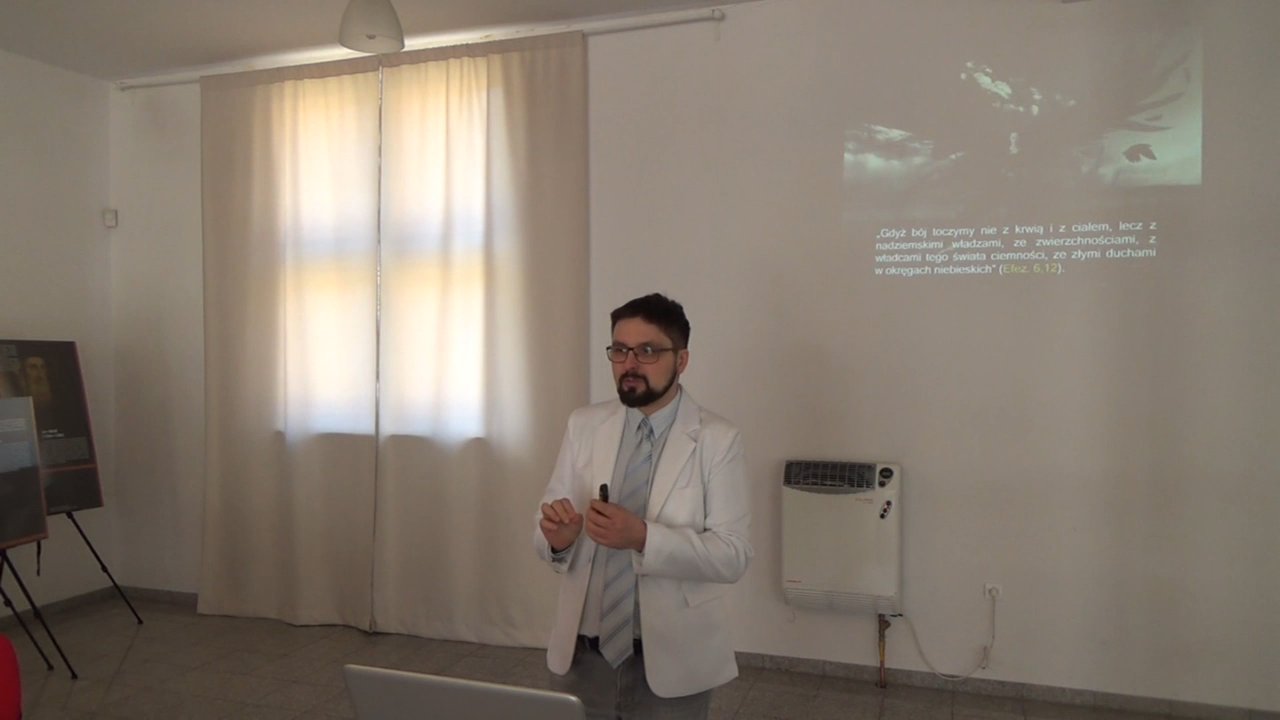 „Gdyż bój toczymy nie z krwią i z ciałem, lecz z
nadziemskimi władzami, ze zwierzchnościami, z
władcami tego świata ciemności, ze złymi duchami
w okręgach niebieskich” (Efez. 6,12).